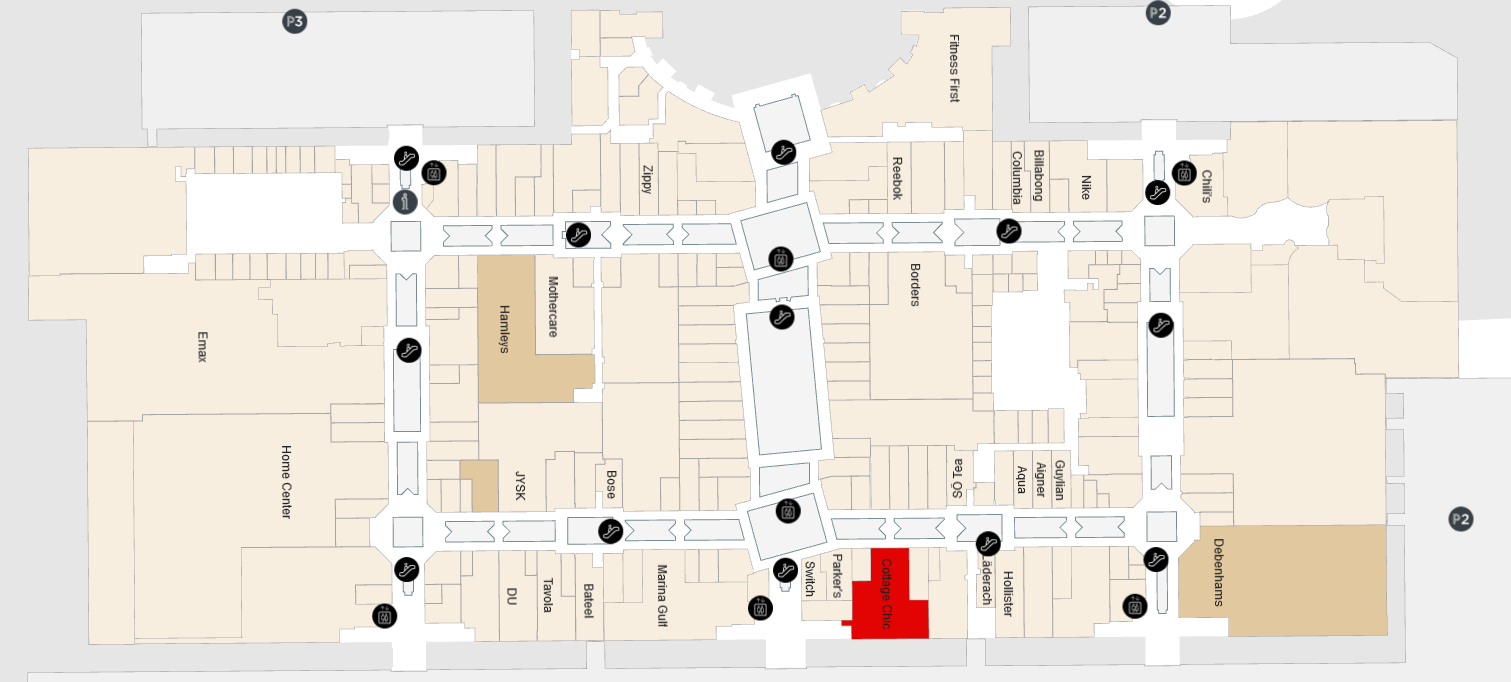 P3
P2
Fitness First
Zippy
Reebok
Columbia
Billabong
Nike
Chili's
Hamleys
Mothercare
Borders
Emax
Home Center
JYSK
Bose
SO Tea
Aqua
Aigner
Guylian
P2
DU
Tavola
Bateel
Marina Gulf
Switch
Parker's
Cottage Chic
Läderach
Hollister
Debenhams